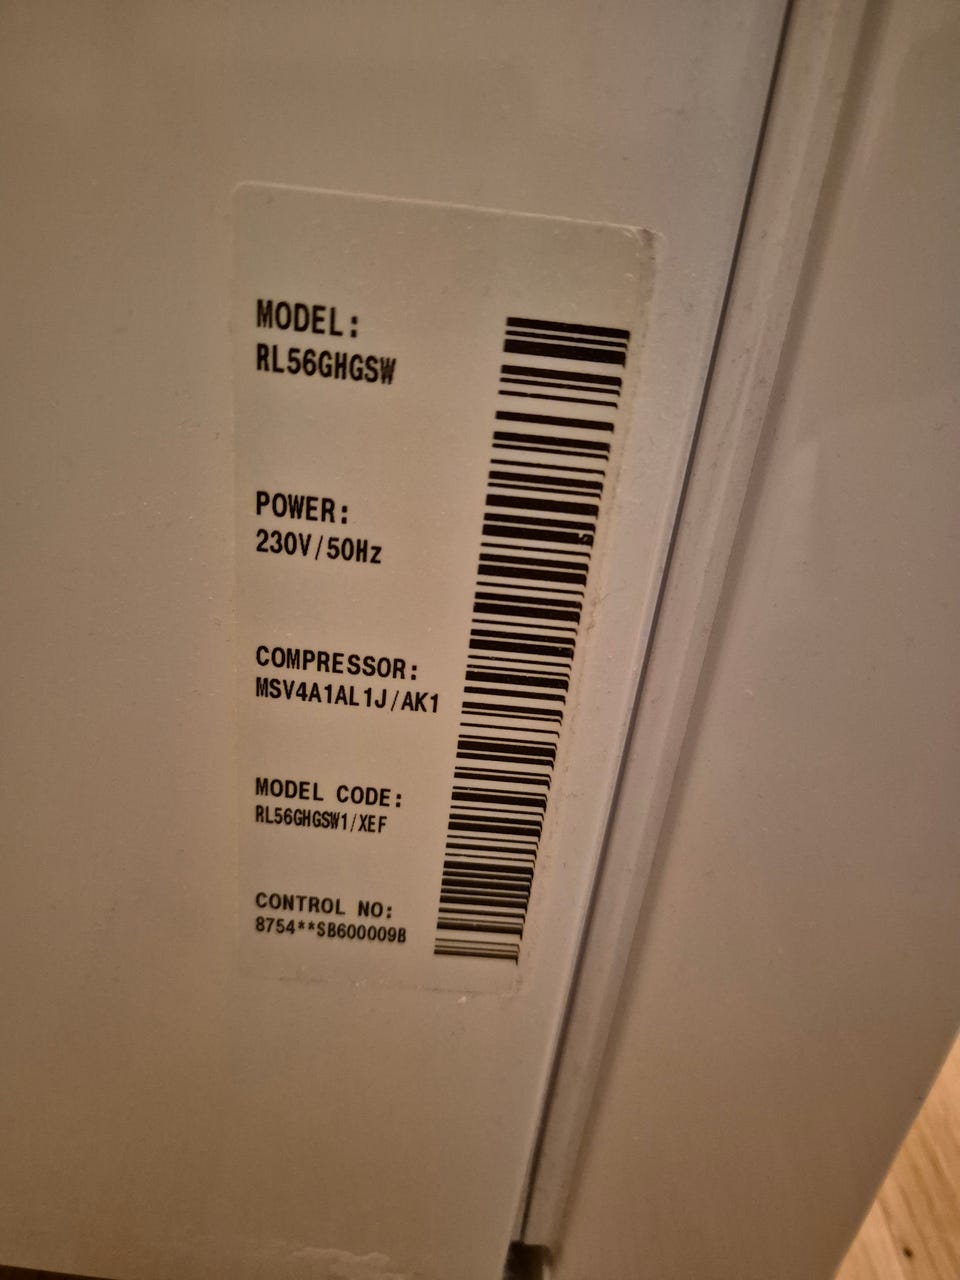 MODEL:
RL56GHGSW
POWER:
230V/50Hz
COMPRESSOR:
MSV4A1AL1J/AK1
MODEL CODE:
RL56GHGSW1/XEF
CONTROL NO:
8754**SB600009B